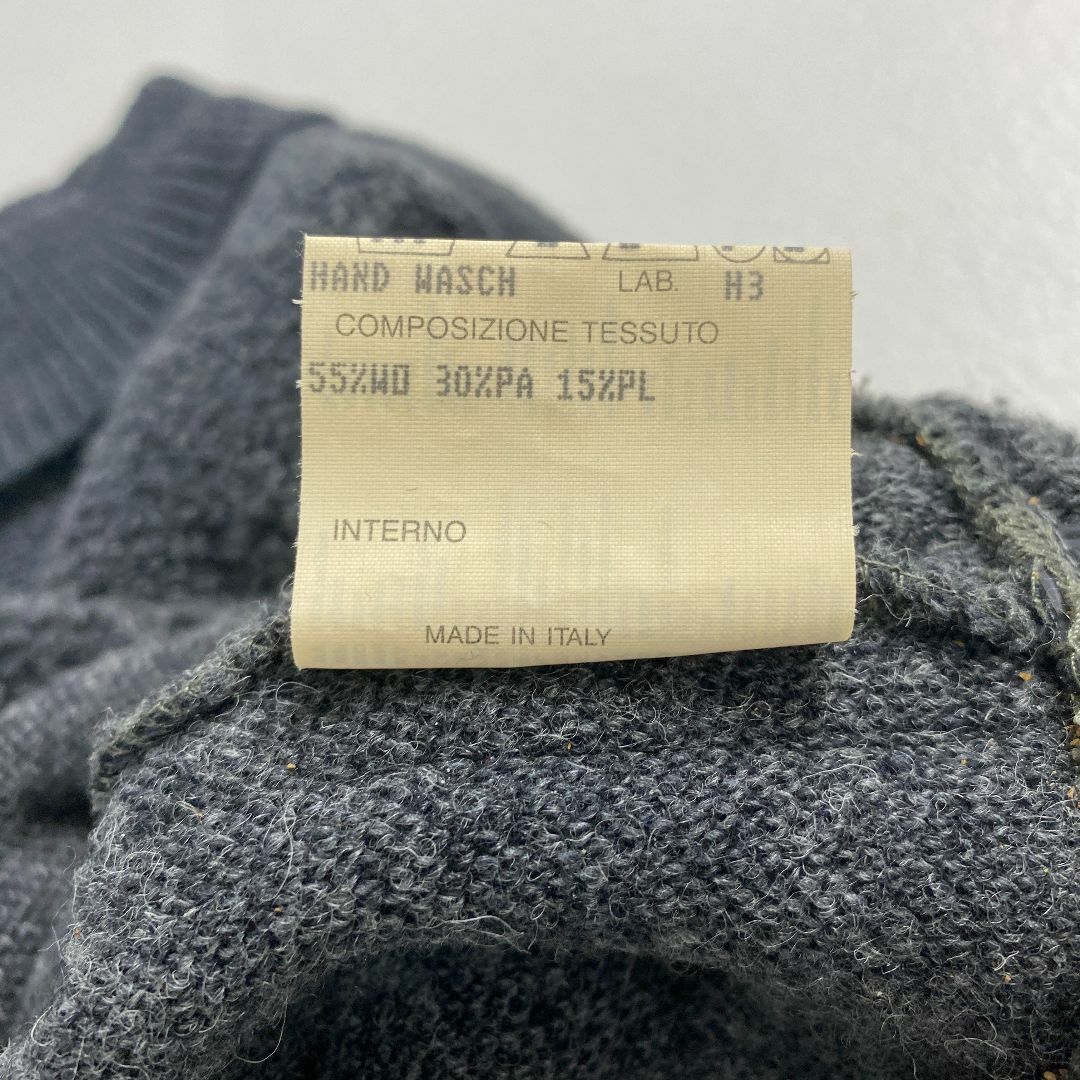 HAND WASCH LAB. H3
COMPOSIZIONE TESSUTO
55%WO 30%PA 15%PL
INTERNO
MADE IN ITALY